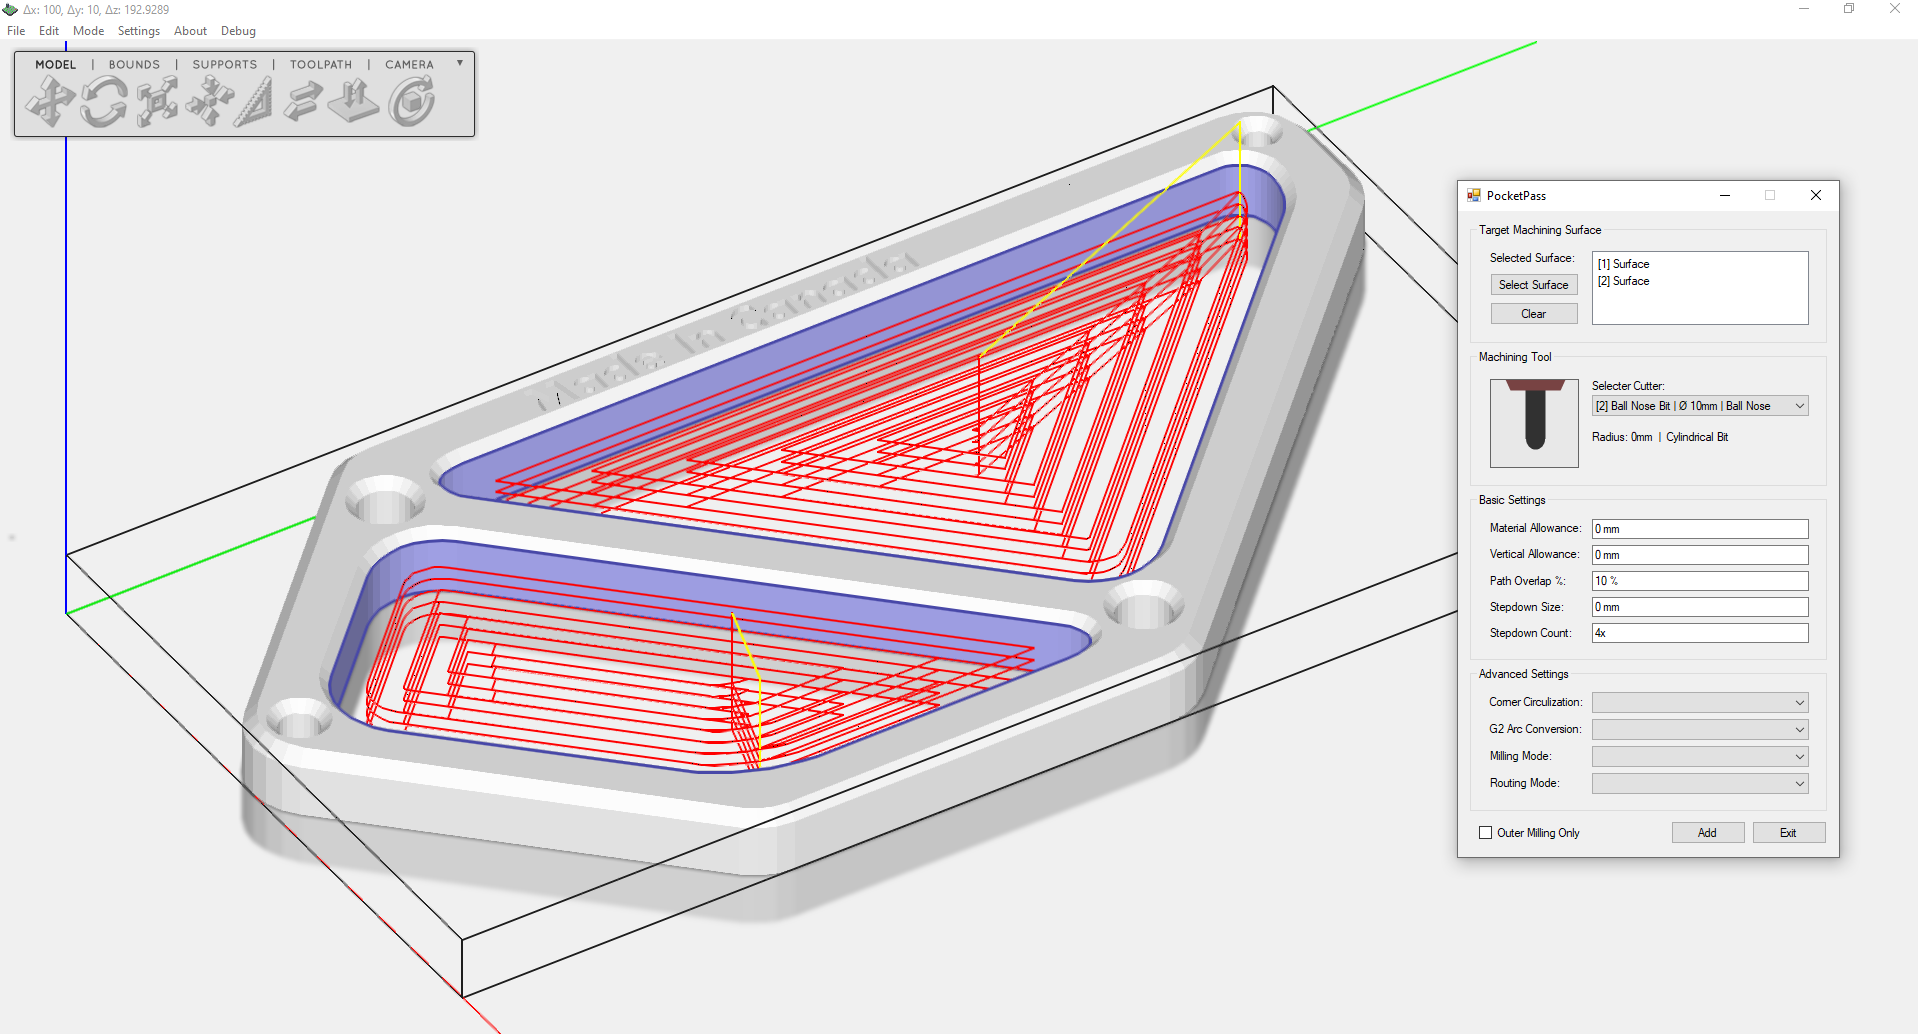 Δx: 100, Δy: 10, Δz: 192.9289
File Edit Mode Settings About Debug
MODEL | BOUNDS | SUPPORTS | TOOLPATH | CAMERA ▼
Made In Canada
PocketPass
Target Machining Surface
Selected Surface:
[1] Surface
[2] Surface
Select Surface
Clear
Machining Tool
Selecter Cutter:
[2] Ball Nose Bit | Ø 10mm | Ball Nose
Radius: 0mm | Cylindrical Bit
Basic Settings
Material Allowance: 0 mm
Vertical Allowance: 0 mm
Path Overlap %: 10 %
Stepdown Size: 0 mm
Stepdown Count: 4x
Advanced Settings
Corner Circulization:
G2 Arc Conversion:
Milling Mode:
Routing Mode:
Outer Milling Only Add Exit